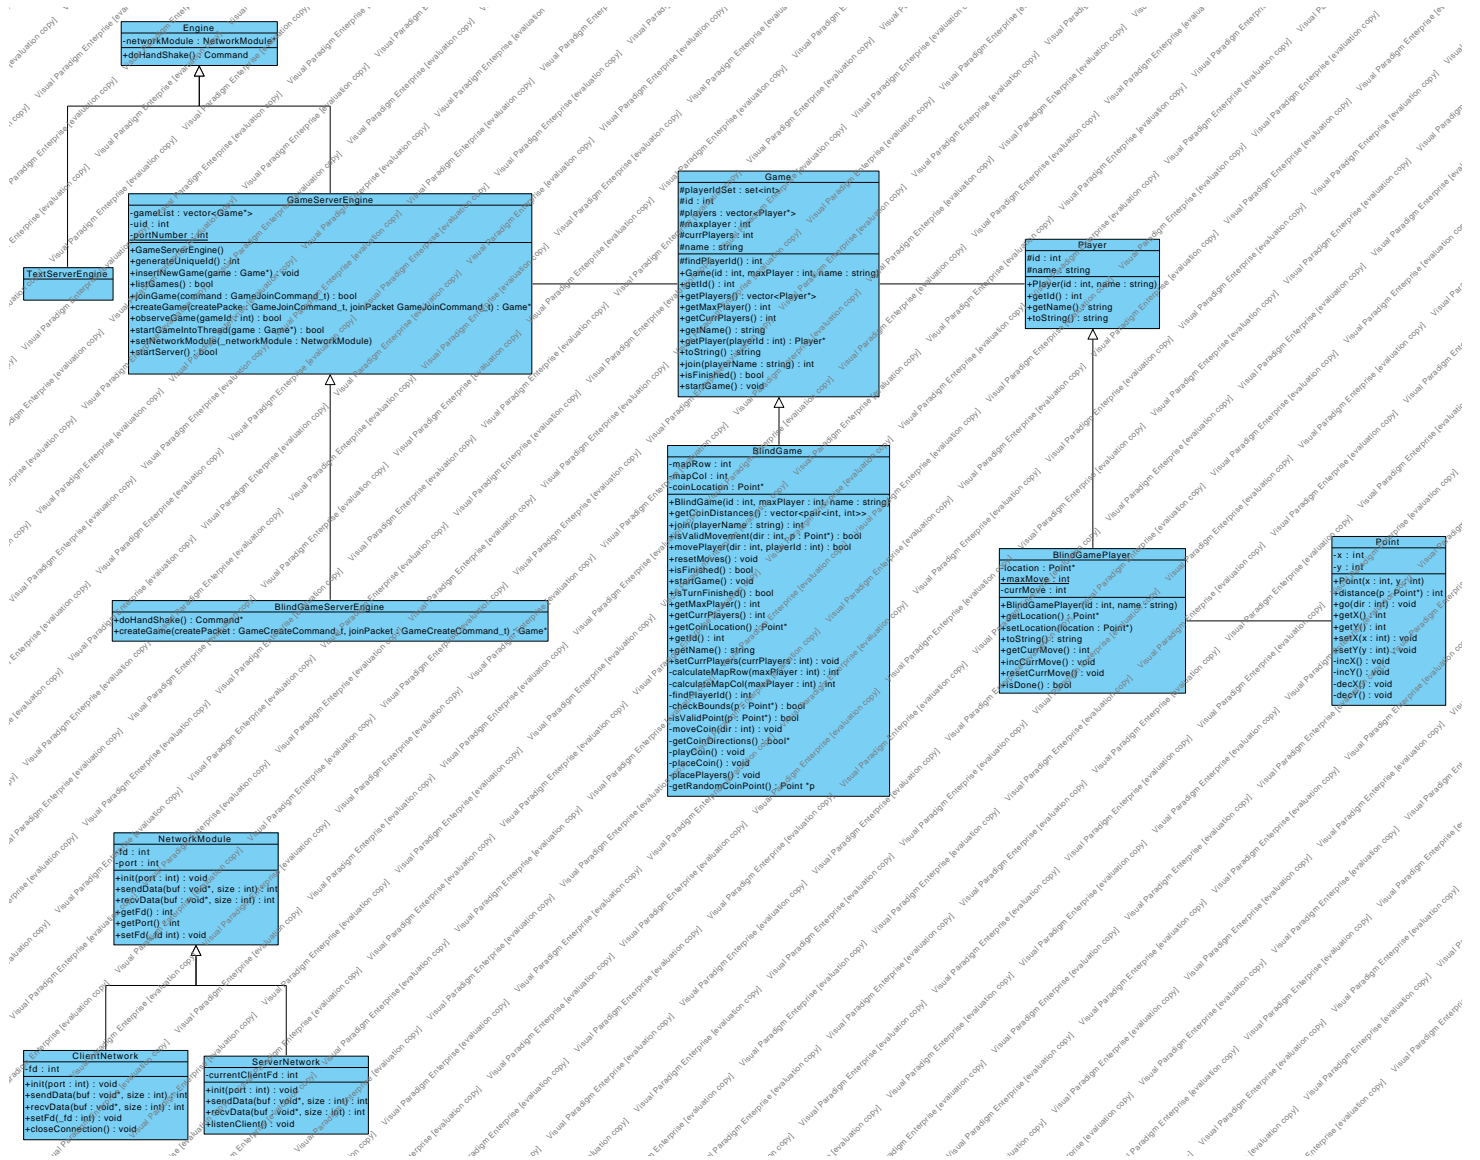 Engine
-networkModule : NetworkModule*
+doHandShake() : Command
GameServerEngine
-gameList : vector<Game*>
-uid : int
-portNumber : int
+GameServerEngine()
+generateUniqueId() : int
+insertNewGame(game : Game*) : void
+listGames() : bool
+joinGame(command : GameJoinCommand_t) : bool
+createGame(createPacket : GameJoinCommand_t, joinPacket GameJoinCommand_t) : Game*
+observeGame(gameId : int) : bool
+startGameIntoThread(game : Game*) : bool
+setNetworkModule(_networkModule : NetworkModule)
+startServer() : bool
TextServerEngine
Game
#playerIdSet : set<int>
#id : int
#players : vector<Player*>
#maxplayer : int
#currPlayers : int
#name : string
#findPlayerId() : int
+Game(id : int, maxPlayer : int, name : string)
+getId() : int
+getPlayers() : vector<Player*>
+getMaxPlayer() : int
+getCurrPlayers() : int
+getName() : string
+getPlayer(playerId : int) : Player*
+toString() : string
+join(playerName : string) : int
+isFinished() : bool
+startGame() : void
Player
#id : int
#name : string
+Player(id : int, name : string)
+getId() : int
+getName() : string
+toString() : string
BlindGame
-mapRow : int
-mapCol : int
-coinLocation : Point*
+BlindGame(id : int, maxPlayer : int, name : string)
+getCoinDistances() : vector<pair<int, int>>
+join(playerName : string) : int
+isValidMovement(dir : int, p : Point*) : bool
+movePlayer(dir : int, playerId : int) : bool
+resetMoves() : void
+isFinished() : bool
+startGame() : void
+isTurnFinished() : bool
+getMaxPlayer() : int
+getCurrPlayers() : int
+getCoinLocation() : Point*
+getId() : int
+getName() : string
+setCurrPlayers(currPlayers : int) : void
-calculateMapRow(maxPlayer : int) : int
-calculateMapCol(maxPlayer : int) : int
-findPlayerId() : int
-checkBounds(p : Point*) : bool
-isValidPoint(p : Point*) : bool
-moveCoin(dir : int) : void
-getCoinDirections() : bool*
-playCoin() : void
-placeCoin() : void
-placePlayers() : void
-getRandomCoinPoint() : Point *p
BlindGamePlayer
-location : Point*
+maxMove : int
-currMove : int
+BlindGamePlayer(id : int, name : string)
+getLocation() : Point*
+setLocation(location : Point*)
+toString() : string
+getCurrMove() : int
+incCurrMove() : void
+resetCurrMove() : void
+isDone() : bool
Point
-x : int
-y : int
+Point(x : int, y : int)
+distance(p : Point*) : int
+go(dir : int) : void
+getX() : int
+getY() : int
+setX(x : int) : void
+setY(y : int) : void
-incX() : void
-incY() : void
-decX() : void
-decY() : void
BlindGameServerEngine
+doHandShake() : Command*
+createGame(createPacket : GameCreateCommand_t, joinPacket : GameCreateCommand_t) : Game*
NetworkModule
-fd : int
-port : int
+init(port : int) : void
+sendData(buf : void*, size : int) : int
+recvData(buf : void*, size : int) : int
+getFd() : int
+getPort() : int
+setFd(_fd int) : void
ClientNetwork
-fd : int
+init(port : int) : void
+sendData(buf : void*, size : int) : int
+recvData(buf : void*, size : int) : int
+setFd(_fd : int) : void
+closeConnection() : void
ServerNetwork
-currentClientFd : int
+init(port : int) : void
+sendData(buf : void*, size : int) : int
+recvData(buf : void*, size : int) : int
+listenClient() : void
Visual Paradigm Enterprise [evaluation copy]